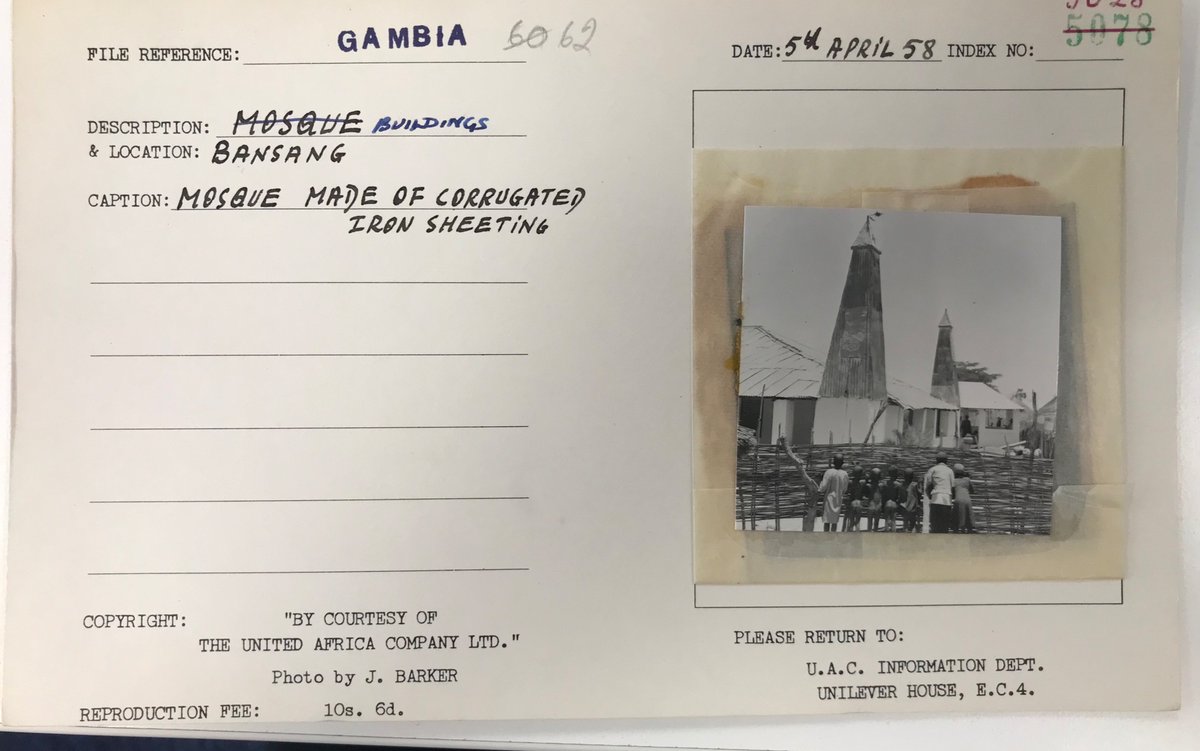 FILE REFERENCE: GAMBIA 60 62
DATE: 5th APRIL 58 INDEX NO: 5078
DESCRIPTION: MOSQUE BUILDINGS
& LOCATION: BANSANG
CAPTION: MOSQUE MADE OF CORRUGATED
IRON SHEETING
COPYRIGHT: "BY COURTESY OF
THE UNITED AFRICA COMPANY LTD."
Photo by J. BARKER
REPRODUCTION FEE: 10s. 6d.
PLEASE RETURN TO:
U.A.C. INFORMATION DEPT.
UNILEVER HOUSE, E.C.4.